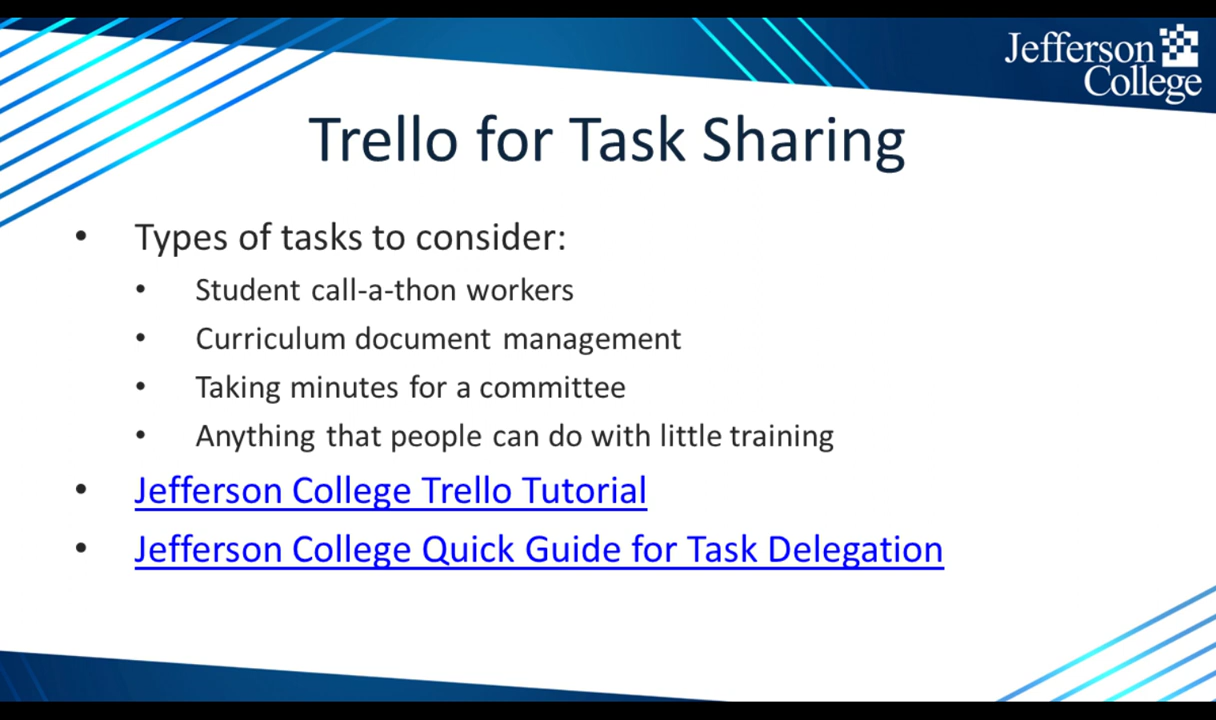 Jefferson
College
Trello for Task Sharing
• Types of tasks to consider:
• Student call-a-thon workers
• Curriculum document management
• Taking minutes for a committee
• Anything that people can do with little training
• Jefferson College Trello Tutorial
• Jefferson College Quick Guide for Task Delegation